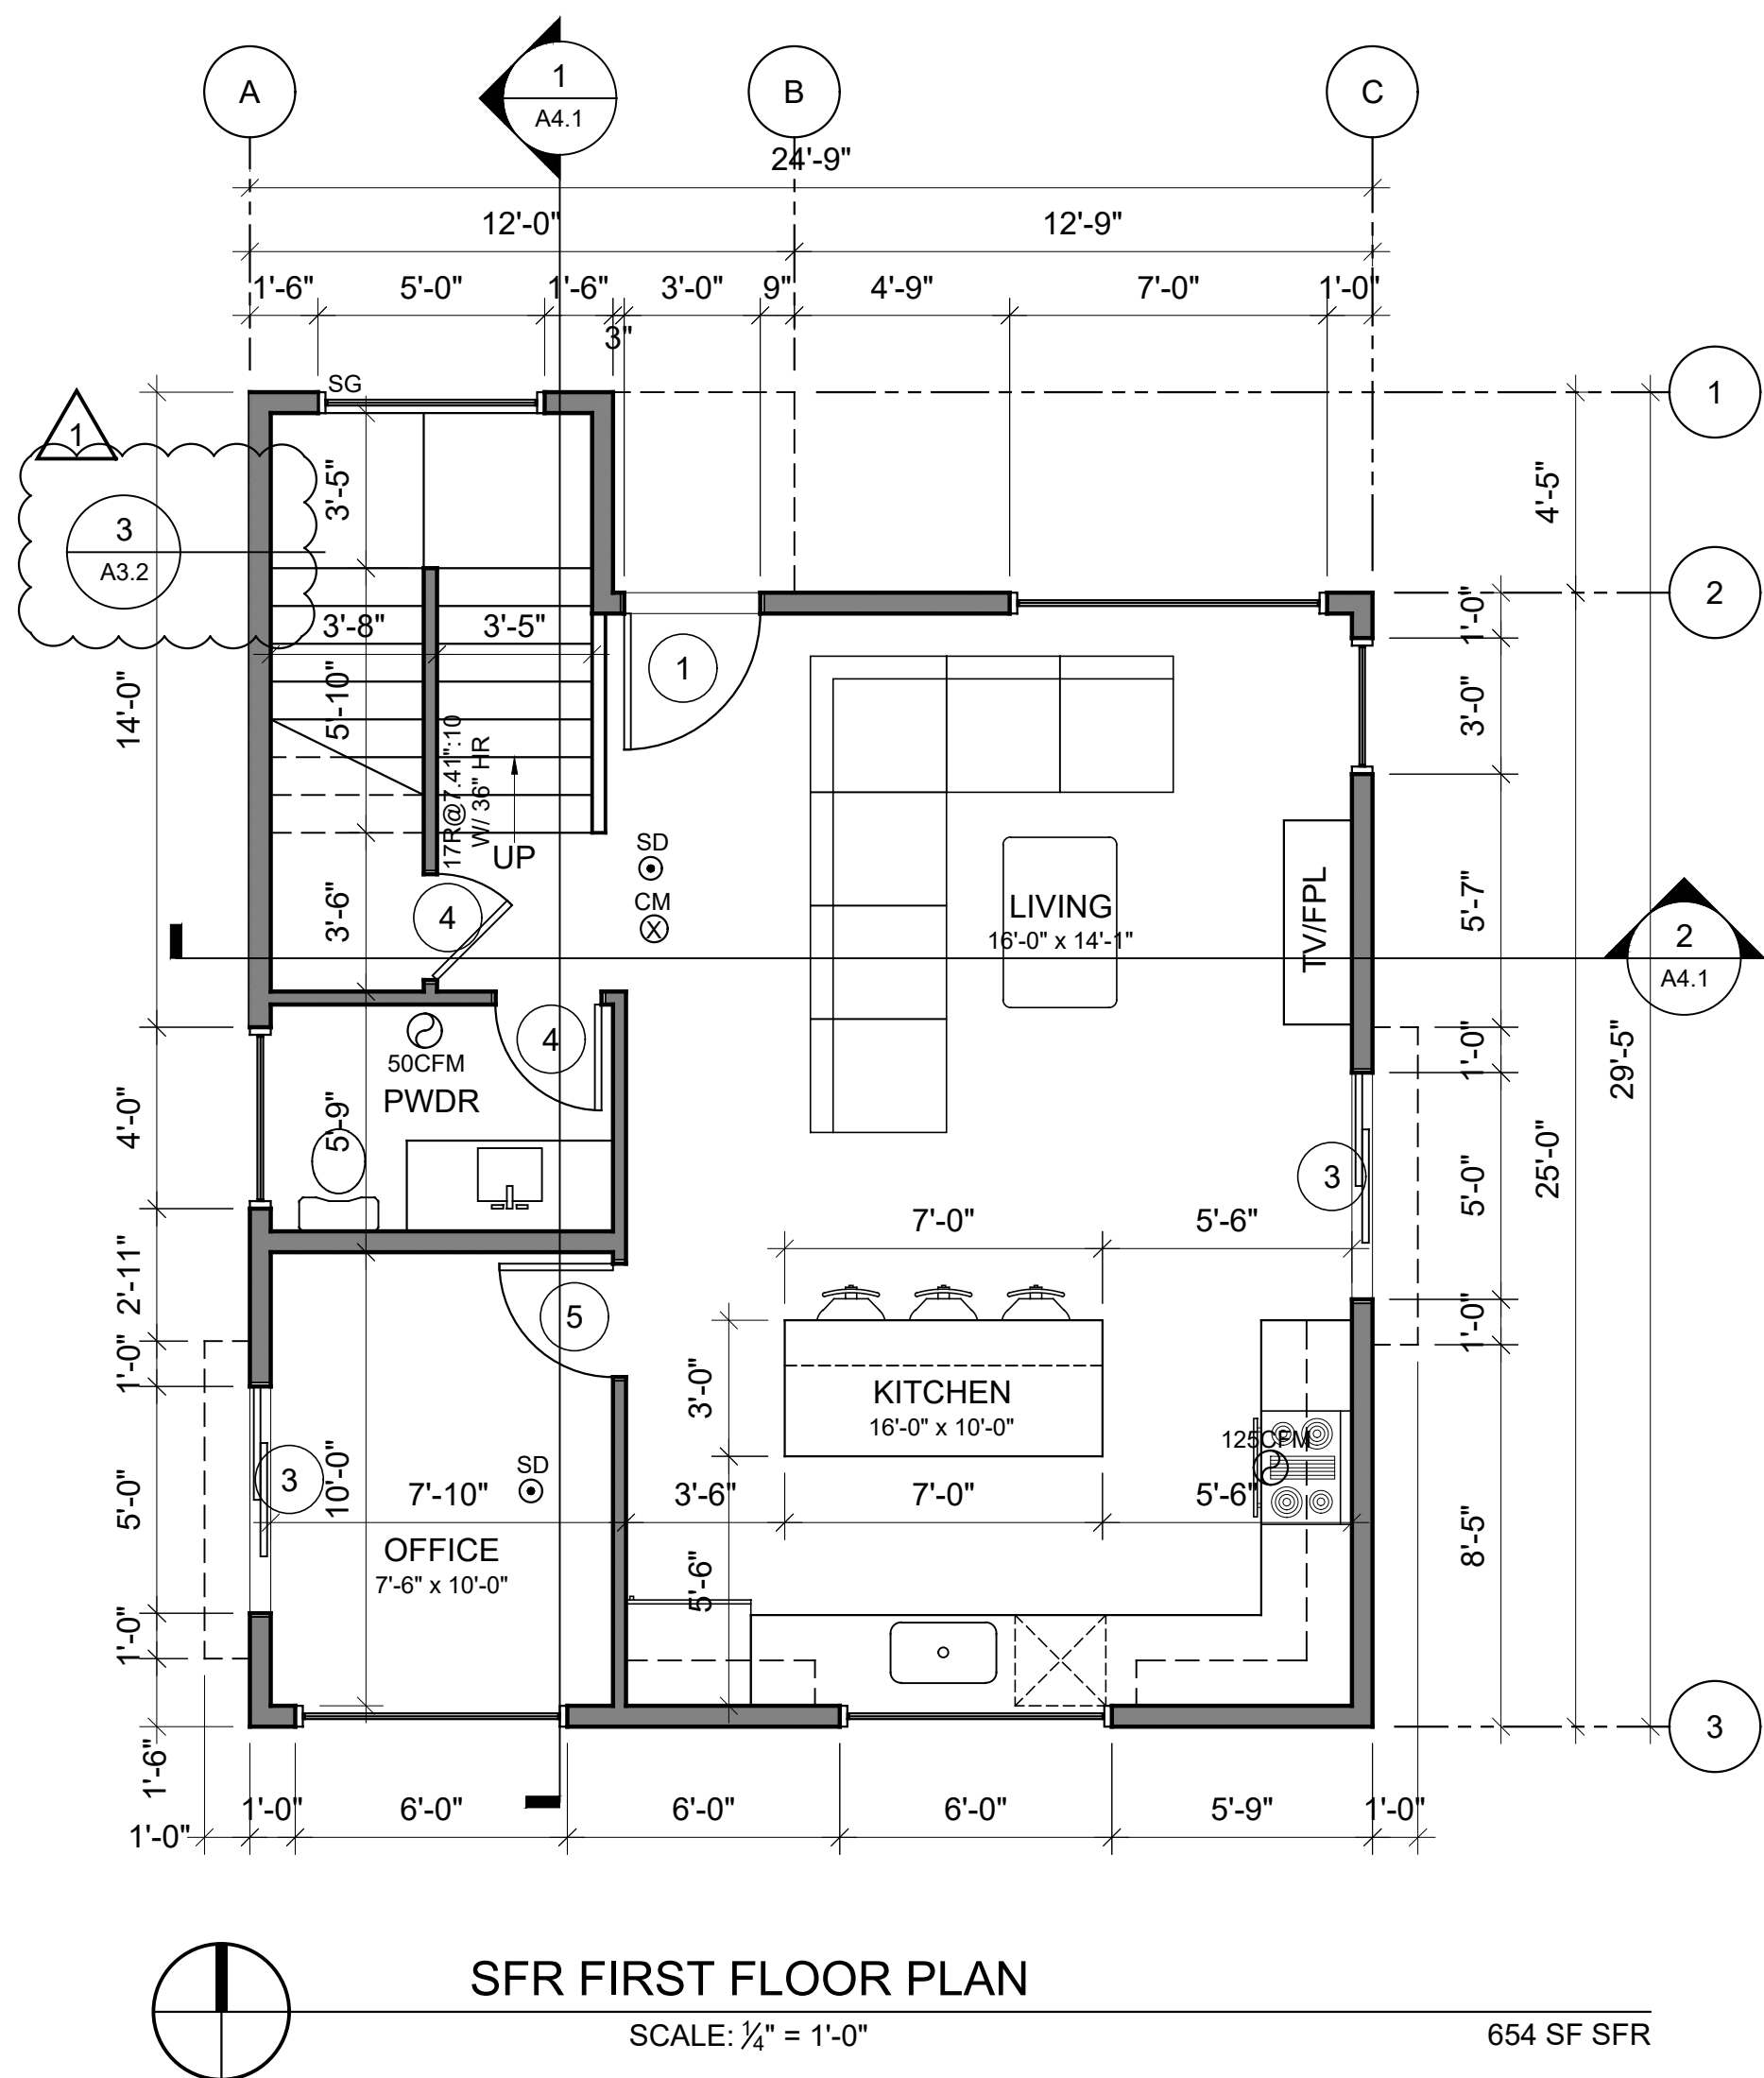 A
1
A4.1
B
C
24'-9"
12'-0"
12'-9"
1'-6"
5'-0"
1'-6"
3'-0"
9"
4'-9"
7'-0"
1'-0"
3"
SG
1
1
3
A3.2
3'-5"
4'-5"
2
1'-0"
3'-8"
3'-5"
1
14'-0"
5'-10"
3'-0"
17R@7.41":10
W/ 36" HR
UP
SD
CM
X
4
3'-6"
LIVING
16'-0" x 14'-1"
TV/FPL
5'-7"
2
A4.1
4
50CFM
PWDR
1'-0"
29'-5"
4'-0"
5'-9"
3
5'-0"
25'-0"
7'-0"
5'-6"
2'-11"
5
1'-0"
1'-0"
3'-0"
KITCHEN
16'-0" x 10'-0"
125CFM
SD
3
10'-0"
7'-10"
3'-6"
7'-0"
5'-6"
5'-0"
8'-5"
OFFICE
7'-6" x 10'-0"
5'-6"
1'-0"
3
1'-6"
1'-0"
1'-0"
6'-0"
6'-0"
6'-0"
5'-9"
1'-0"
SFR FIRST FLOOR PLAN
SCALE: 1/4" = 1'-0"
654 SF SFR